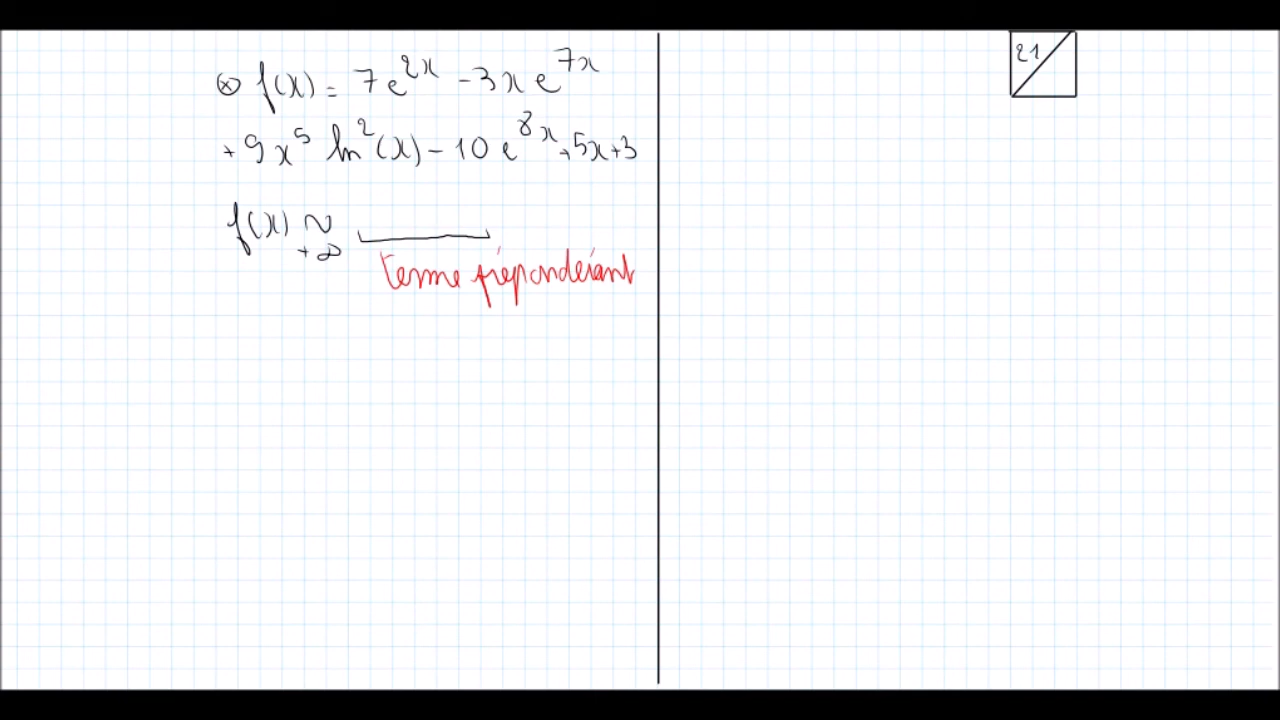 ⊗ f(x) = 7e^{2x} - 3x e^{7x}
+ 9x^5 ln^2(x) - 10 e^{8x} + 5x + 3
f(x) ~ +∞
terme prépondérant
21